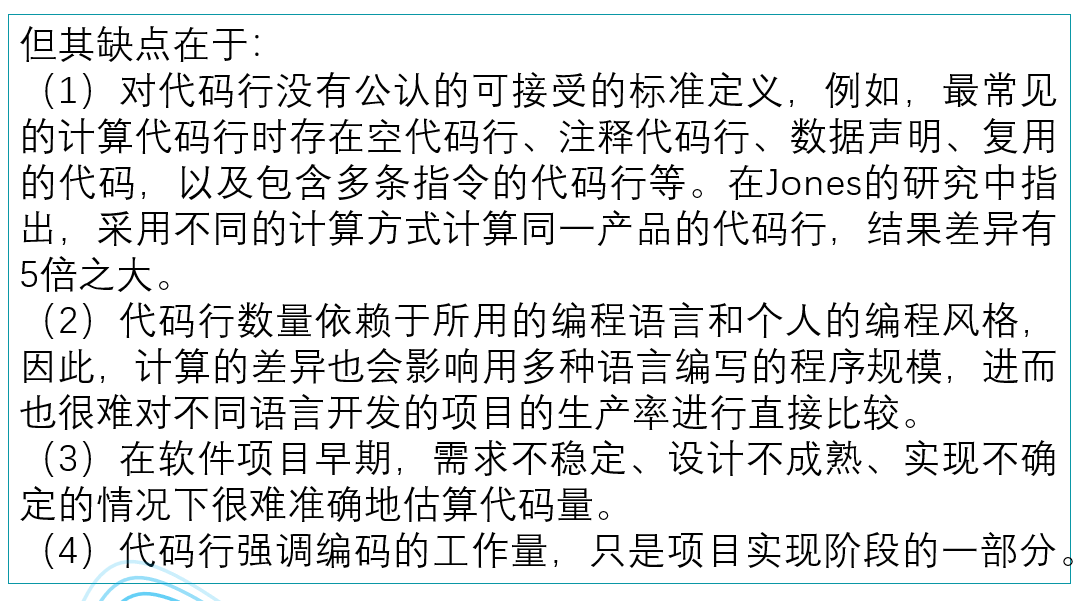 但其缺点在于：
（1）对代码行没有公认的可接受的标准定义，例如，最常见
的计算代码行时存在空代码行、注释代码行、数据声明、复用
的代码，以及包含多条指令的代码行等。在Jones的研究中指
出，采用不同的计算方式计算同一产品的代码行，结果差异有
5倍之大。
（2）代码行数量依赖于所用的编程语言和个人的编程风格，
因此，计算的差异也会影响用多种语言编写的程序规模，进而
也很难对不同语言开发的项目的生产率进行直接比较。
（3）在软件项目早期，需求不稳定、设计不成熟、实现不确
定的情况下很难准确地估算代码量。
（4）代码行强调编码的工作量，只是项目实现阶段的一部分。